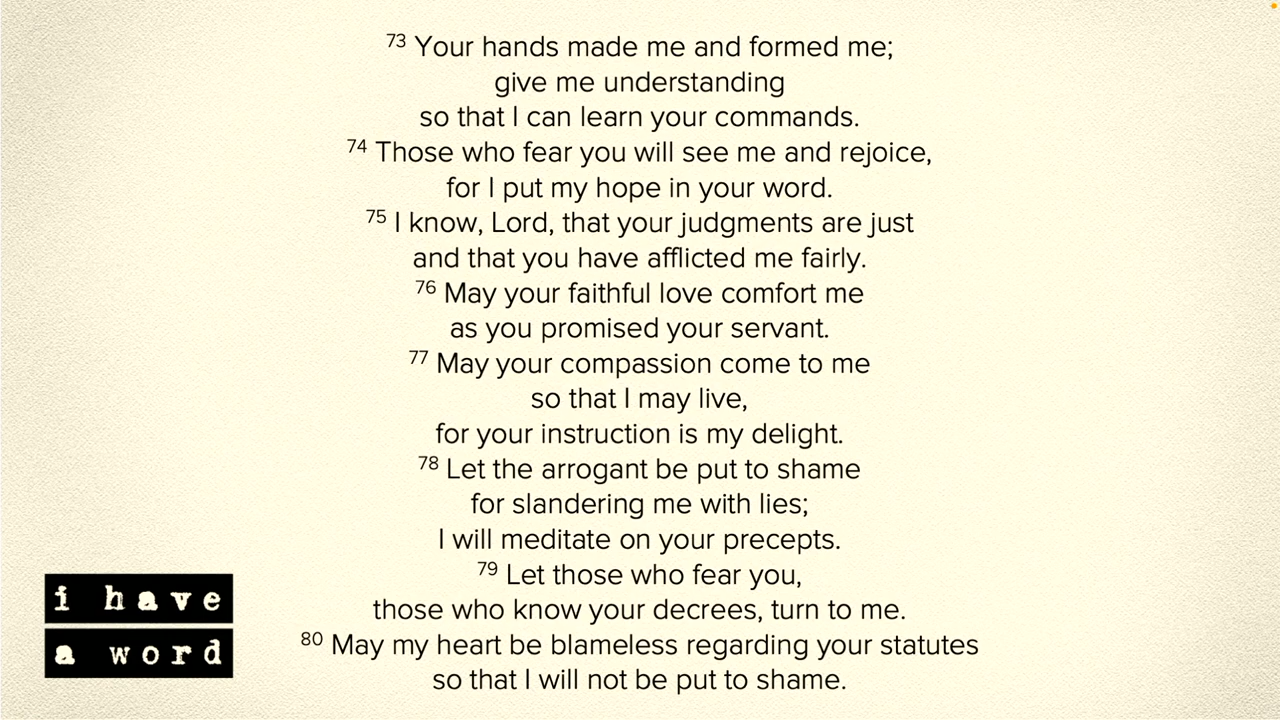 73 Your hands made me and formed me;
give me understanding
so that I can learn your commands.
74 Those who fear you will see me and rejoice,
for I put my hope in your word.
75 I know, Lord, that your judgments are just
and that you have afflicted me fairly.
76 May your faithful love comfort me
as you promised your servant.
77 May your compassion come to me
so that I may live,
for your instruction is my delight.
78 Let the arrogant be put to shame
for slandering me with lies;
I will meditate on your precepts.
79 Let those who fear you,
those who know your decrees, turn to me.
80 May my heart be blameless regarding your statutes
so that I will not be put to shame.
i have
a word